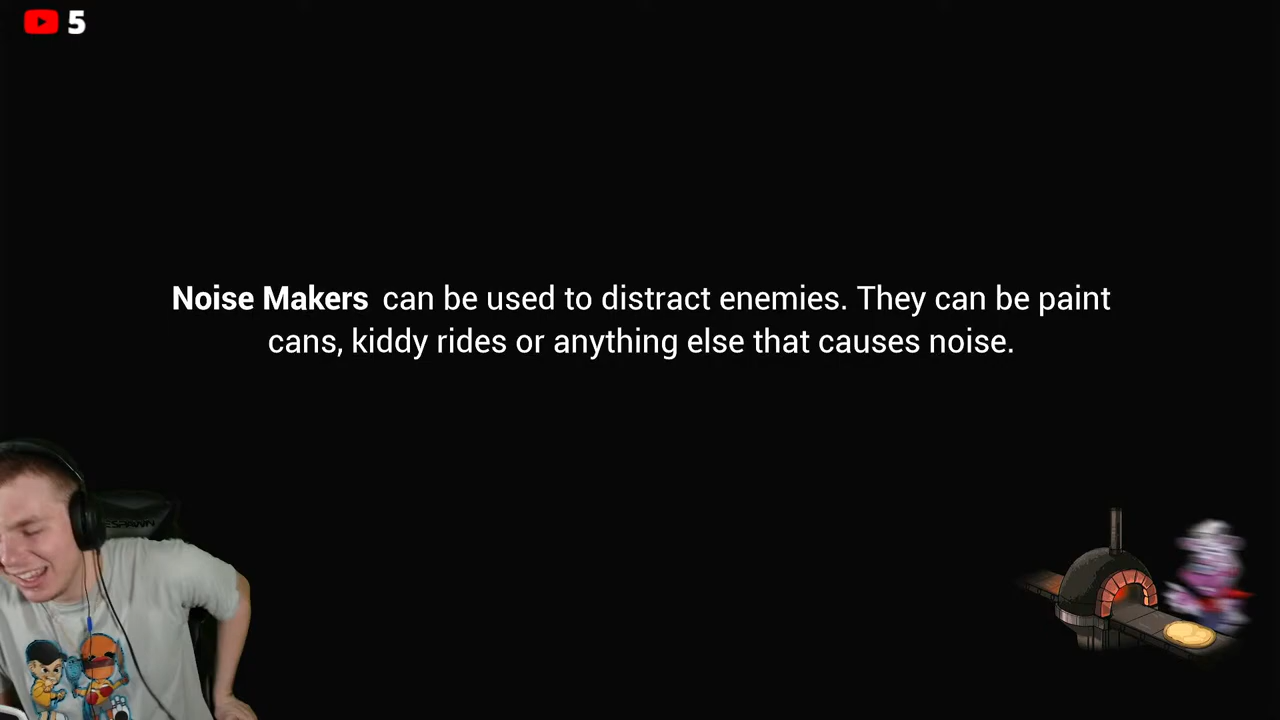 5
Noise Makers can be used to distract enemies. They can be paint
cans, kiddy rides or anything else that causes noise.